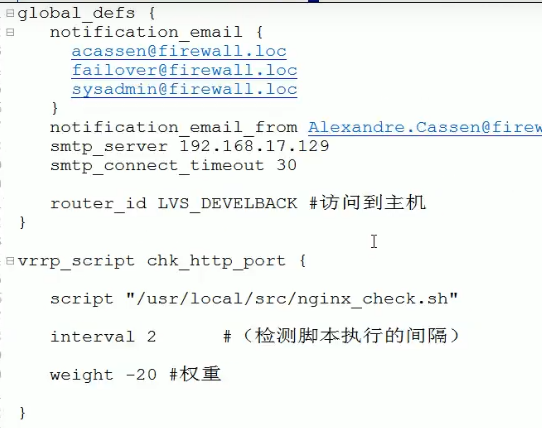 global_defs {
notification_email {
acassen@firewall.loc
failover@firewall.loc
sysadmin@firewall.loc
}
notification_email_from Alexandre.Cassen@firew
smtp_server 192.168.17.129
smtp_connect_timeout 30
router_id LVS_DEVELBACK #访问到主机
}
vrrp_script chk_http_port {
script "/usr/local/src/nginx_check.sh"
interval 2 #（检测脚本执行的间隔）
weight -20 #权重
}